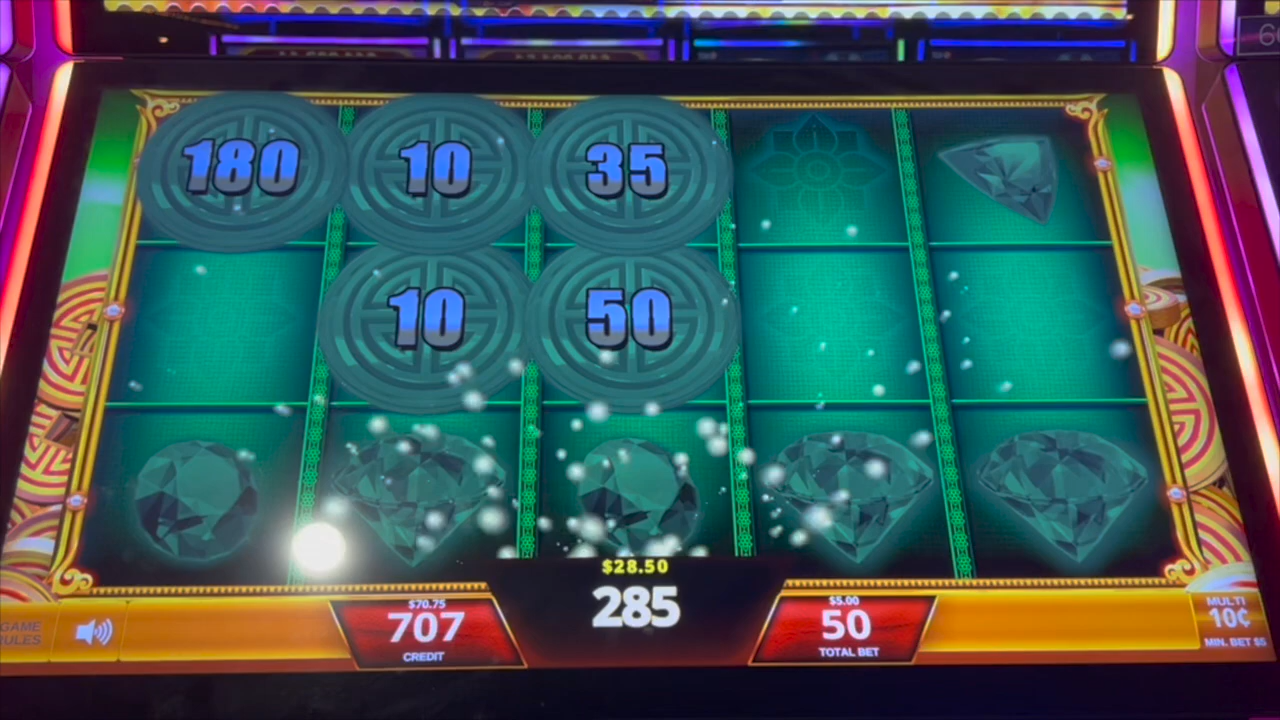 180
10
35
10
50
$28.50
285
GAME
RULES
$70.75
707
CREDIT
$5.00
50
TOTAL BET
MULTI
10¢
MIN. BET $5